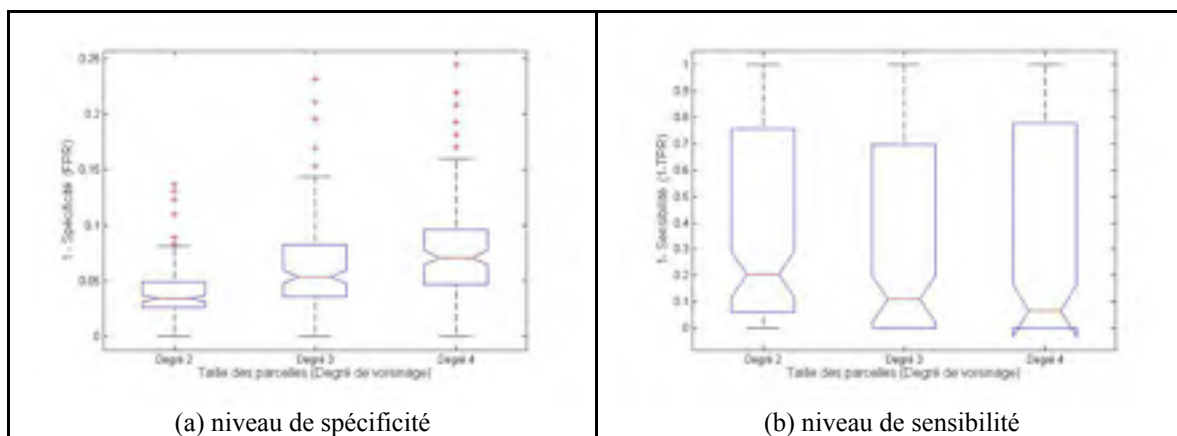 0.25
0.2
0.15
0.1
0.05
0
1 - Spécificité (FPR)
Degré 2 Degré 3 Degré 4
Taille des parcelles (Degré de voisinage)
(a) niveau de spécificité
1
0.9
0.8
0.7
0.6
0.5
0.4
0.3
0.2
0.1
0
1- Sensibilité (1-TPR)
Degré 2 Degré 3 Degré 4
Taille des parcelles (Degré de voisinage)
(b) niveau de sensibilité